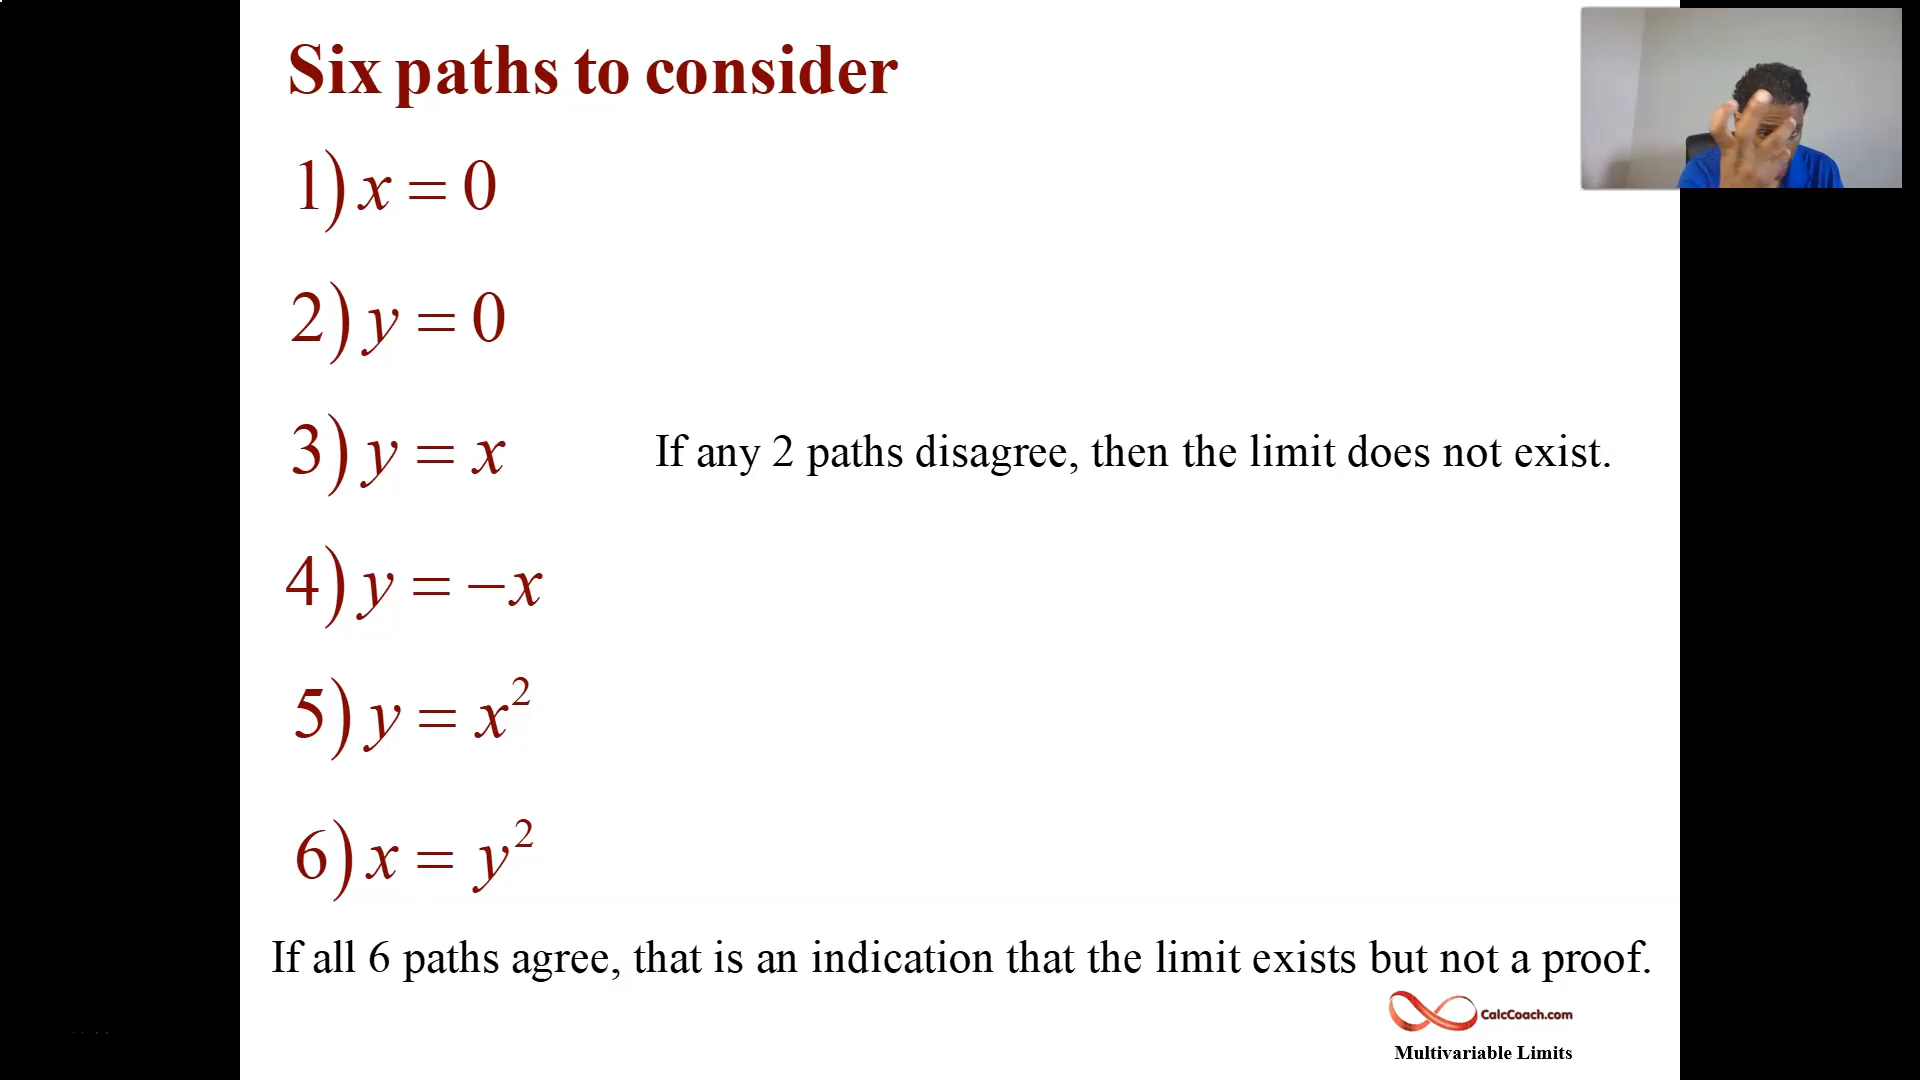 Six paths to consider
1) x = 0
2) y = 0
3) y = x
If any 2 paths disagree, then the limit does not exist.
4) y = −x
5) y = x²
6) x = y²
If all 6 paths agree, that is an indication that the limit exists but not a proof.
CalcCoach.com
Multivariable Limits